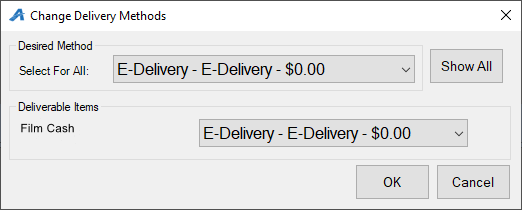 Change Delivery Methods
Desired Method
Select For All:
E-Delivery - E-Delivery - $0.00
Show All
Deliverable Items
Film Cash
E-Delivery - E-Delivery - $0.00
OK
Cancel